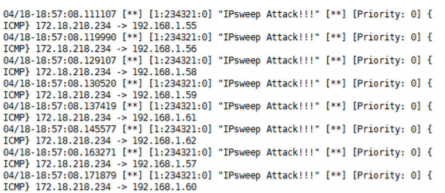 04/18-18:57:08.111107 [**] [1:234321:0] "IPsweep Attack!!!" [**] [Priority: 0] {
ICMP} 172.18.218.234 -> 192.168.1.55
04/18-18:57:08.119990 [**] [1:234321:0] "IPsweep Attack!!!" [**] [Priority: 0] {
ICMP} 172.18.218.234 -> 192.168.1.56
04/18-18:57:08.129107 [**] [1:234321:0] "IPsweep Attack!!!" [**] [Priority: 0] {
ICMP} 172.18.218.234 -> 192.168.1.58
04/18-18:57:08.130520 [**] [1:234321:0] "IPsweep Attack!!!" [**] [Priority: 0] {
ICMP} 172.18.218.234 -> 192.168.1.59
04/18-18:57:08.137419 [**] [1:234321:0] "IPsweep Attack!!!" [**] [Priority: 0] {
ICMP} 172.18.218.234 -> 192.168.1.61
04/18-18:57:08.145577 [**] [1:234321:0] "IPsweep Attack!!!" [**] [Priority: 0] {
ICMP} 172.18.218.234 -> 192.168.1.62
04/18-18:57:08.163271 [**] [1:234321:0] "IPsweep Attack!!!" [**] [Priority: 0] {
ICMP} 172.18.218.234 -> 192.168.1.57
04/18-18:57:08.171879 [**] [1:234321:0] "IPsweep Attack!!!" [**] [Priority: 0] {
ICMP} 172.18.218.234 -> 192.168.1.60